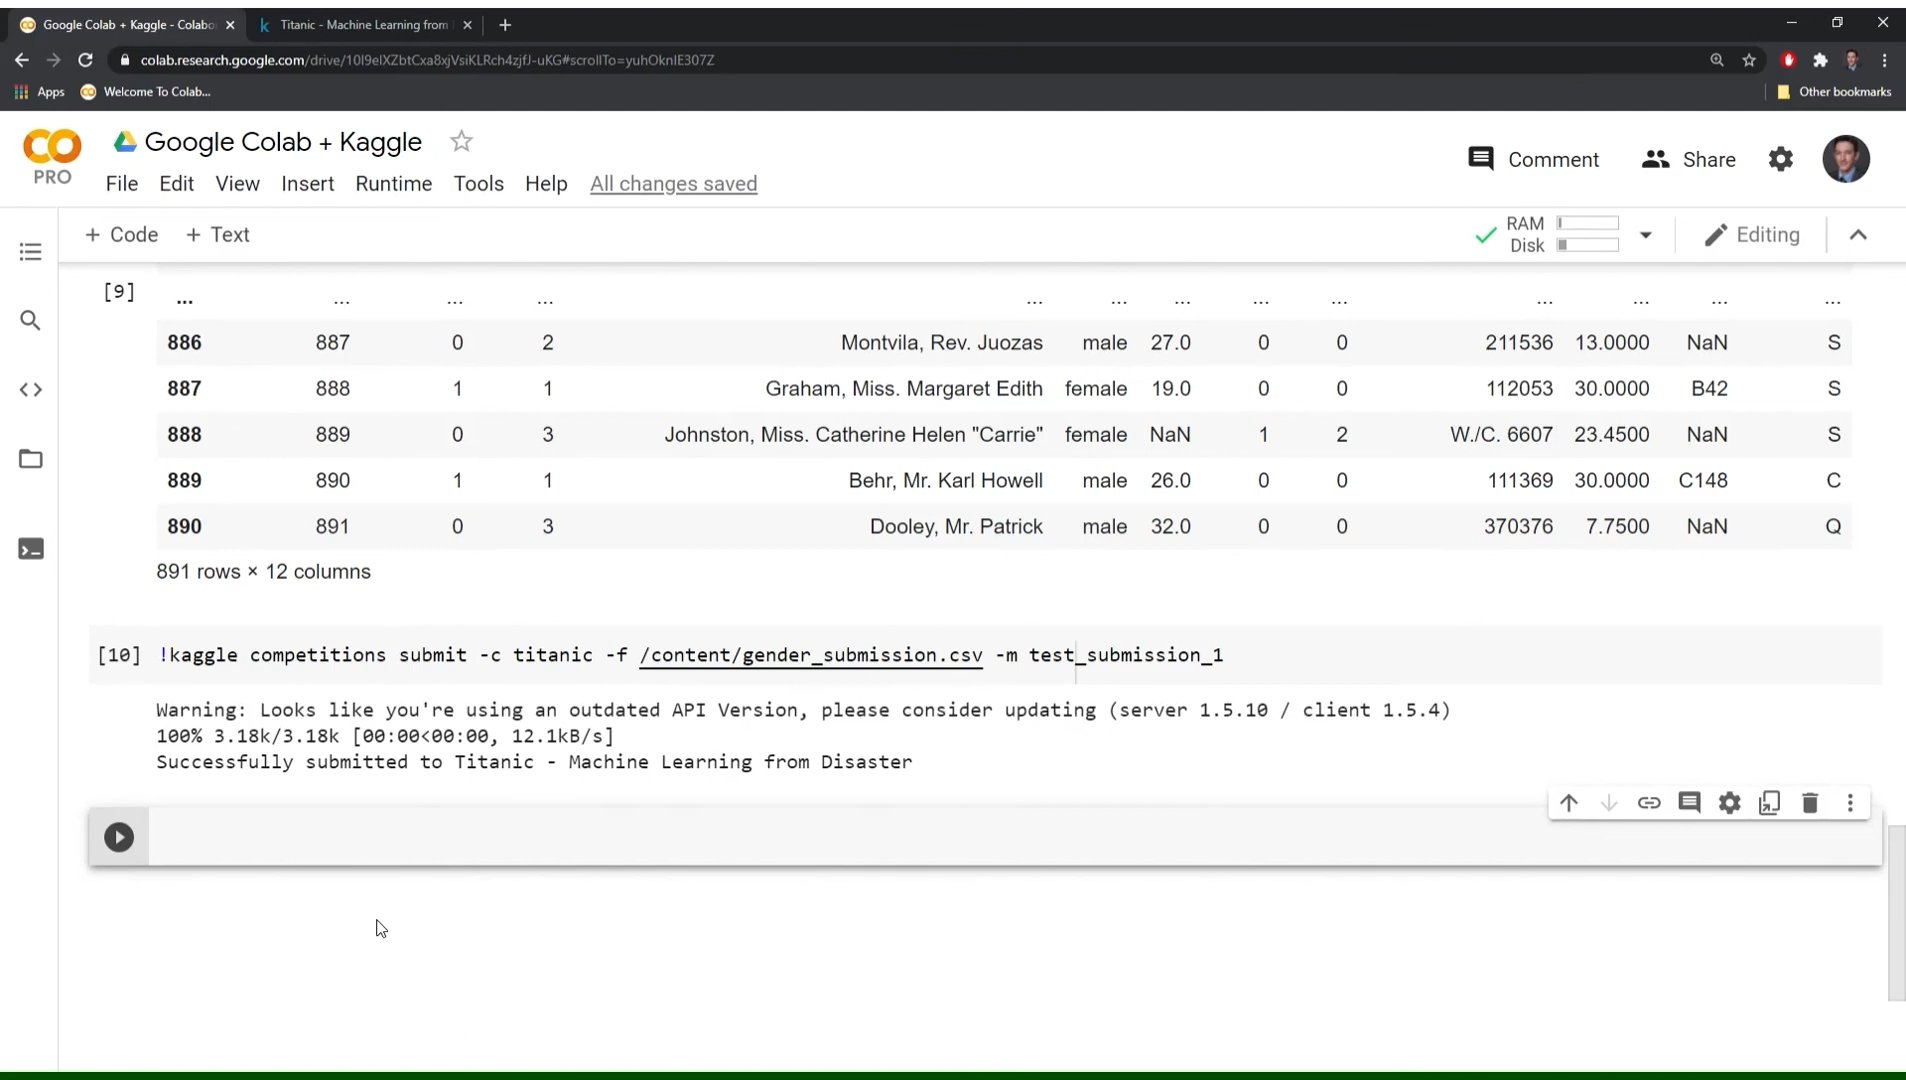 Google Colab + Kaggle - Colabo
Titanic - Machine Learning from
colab.research.google.com/drive/10I9eIXZbtCxa8xjVsiKLRch4zjfJ-uKG#scrollTo=yuhOknIE307Z
Apps
Welcome To Colab...
Other bookmarks
PRO
Google Colab + Kaggle
File Edit View Insert Runtime Tools Help All changes saved
Comment
Share
+ Code + Text
RAM
Disk
Editing
[9]
... ... ... ... ... ... ... ... ... ... ... ... ...
886 887 0 2 Montvila, Rev. Juozas male 27.0 0 0 211536 13.0000 NaN S
887 888 1 1 Graham, Miss. Margaret Edith female 19.0 0 0 112053 30.0000 B42 S
888 889 0 3 Johnston, Miss. Catherine Helen "Carrie" female NaN 1 2 W./C. 6607 23.4500 NaN S
889 890 1 1 Behr, Mr. Karl Howell male 26.0 0 0 111369 30.0000 C148 C
890 891 0 3 Dooley, Mr. Patrick male 32.0 0 0 370376 7.7500 NaN Q
891 rows × 12 columns
[10] !kaggle competitions submit -c titanic -f /content/gender_submission.csv -m test_submission_1
Warning: Looks like you're using an outdated API Version, please consider updating (server 1.5.10 / client 1.5.4)
100% 3.18k/3.18k [00:00<00:00, 12.1kB/s]
Successfully submitted to Titanic - Machine Learning from Disaster